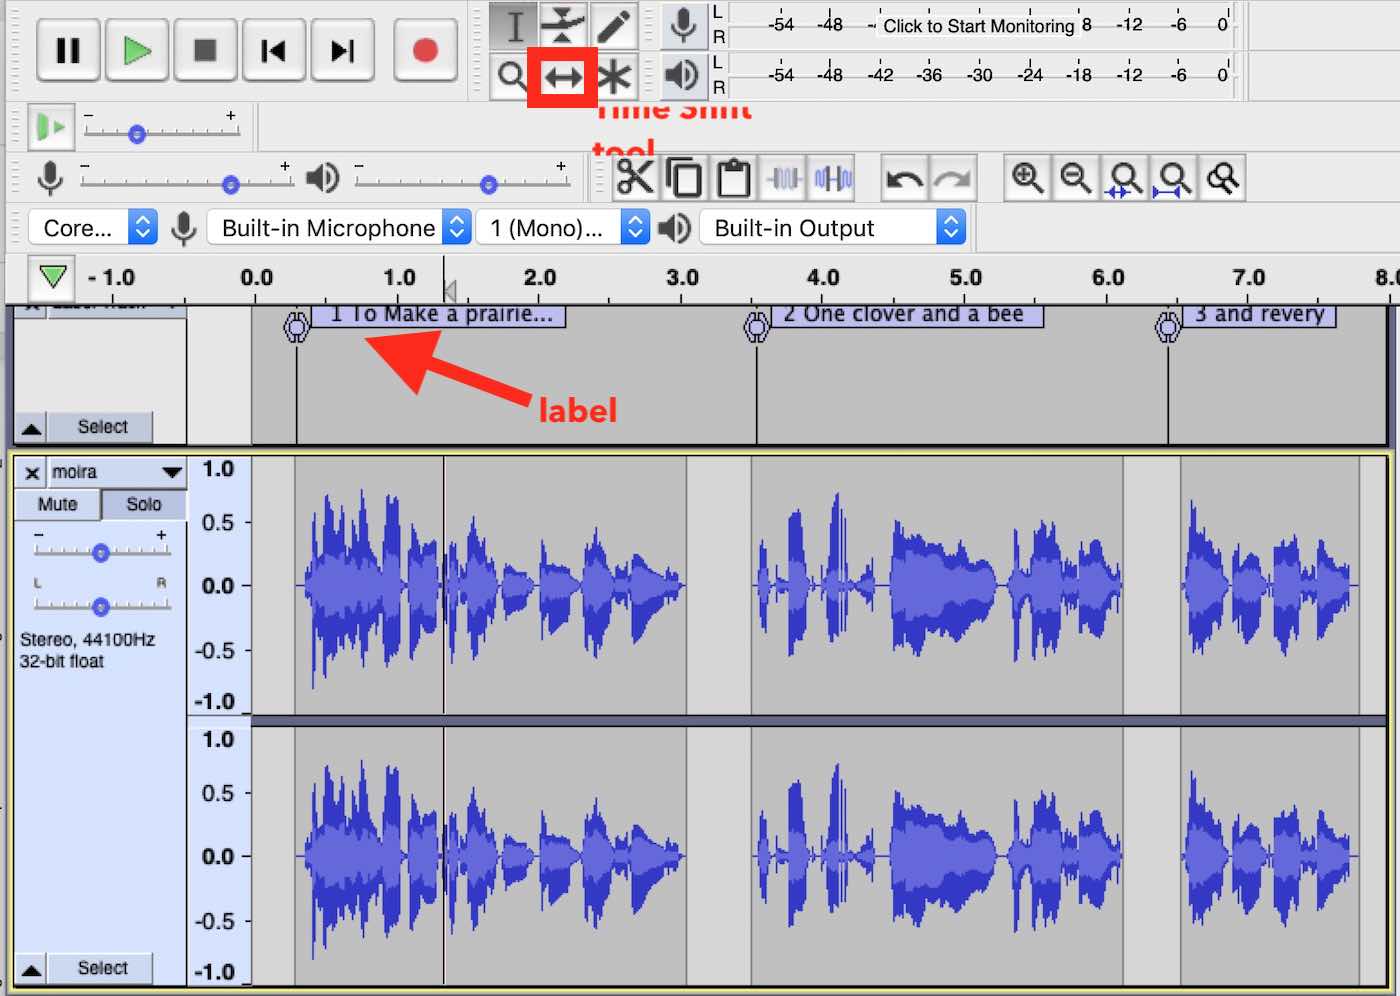 L
R
-54 -48 - Click to Start Monitoring 8 -12 -6 0
L
R
-54 -48 -42 -36 -30 -24 -18 -12 -6 0
- +
Time Shift
tool
- +
- +
Core...
Built-in Microphone
1 (Mono)...
Built-in Output
- 1.0 0.0 1.0 2.0 3.0 4.0 5.0 6.0 7.0 8.0
1 To Make a prairie...
2 One clover and a bee
3 and revery
label
Select
moira
Mute Solo
- +
L R
Stereo, 44100Hz
32-bit float
Select
1.0
0.5
0.0
-0.5
-1.0
1.0
0.5
0.0
-0.5
-1.0